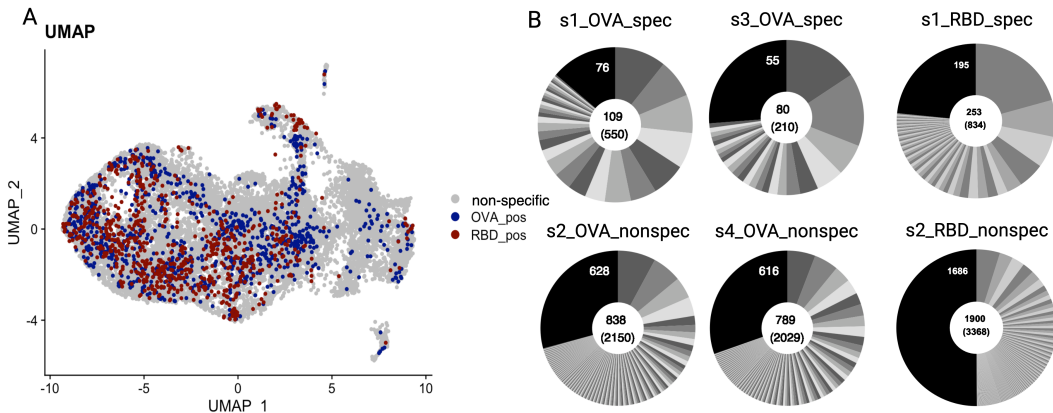 A
UMAP
UMAP_2
4
0
-4
-10
-5
0
5
10
UMAP_1
non-specific
OVA_pos
RBD_pos
B
s1_OVA_spec
76
109
(550)
s3_OVA_spec
55
80
(210)
s1_RBD_spec
195
253
(834)
s2_OVA_nonspec
628
838
(2150)
s4_OVA_nonspec
616
789
(2029)
s2_RBD_nonspec
1686
1900
(3368)